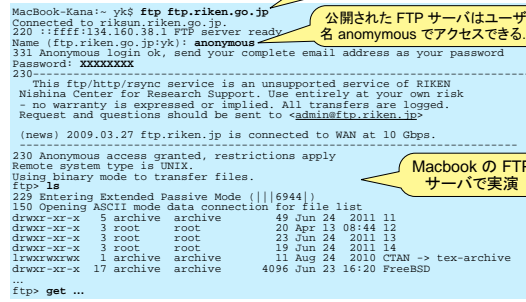 MacBook-Kana:~ yk$ ftp ftp.riken.go.jp
Connected to riksun.riken.go.jp.
220 ::ffff:134.160.38.1 FTP server ready
Name (ftp.riken.go.jp:yk): anonymous
331 Anonymous login ok, send your complete email address as your password
Password: XXXXXXXX
公開された FTP サーバはユーザ
名 anomymous でアクセスできる.
230-----------------------------------------------------------------------
This ftp/http/rsync service is an unsupported service of RIKEN
Nishina Center for Research. Use entirely at your own risk
- no warranty is expressed or implied. All transfers are logged.
Request and questions should be sent to <admin@ftp.riken.jp>
(news) 2009.03.27 ftp.riken.jp is connected to WAN at 10 Gbps.
-----------------------------------------------------------------------
230 Anonymous access granted, restrictions apply
Remote system type is UNIX.
Using binary mode to transfer files.
Macbook の FT
サーバで実演
ftp> ls
229 Entering Extended Passive Mode (|||6944|)
150 Opening ASCII mode data connection for file list
drwxr-xr-x 5 archive archive 49 Jun 24 2011 11
drwxr-xr-x 3 root root 20 Apr 13 08:44 12
drwxr-xr-x 3 root root 23 Jun 24 2011 13
drwxr-xr-x 3 root root 19 Jun 24 2011 14
lrwxrwxrwx 1 archive archive 11 Aug 24 2010 CTAN -> tex-archive
drwxr-xr-x 17 archive archive 4096 Jun 23 16:20 FreeBSD
…
ftp> get …